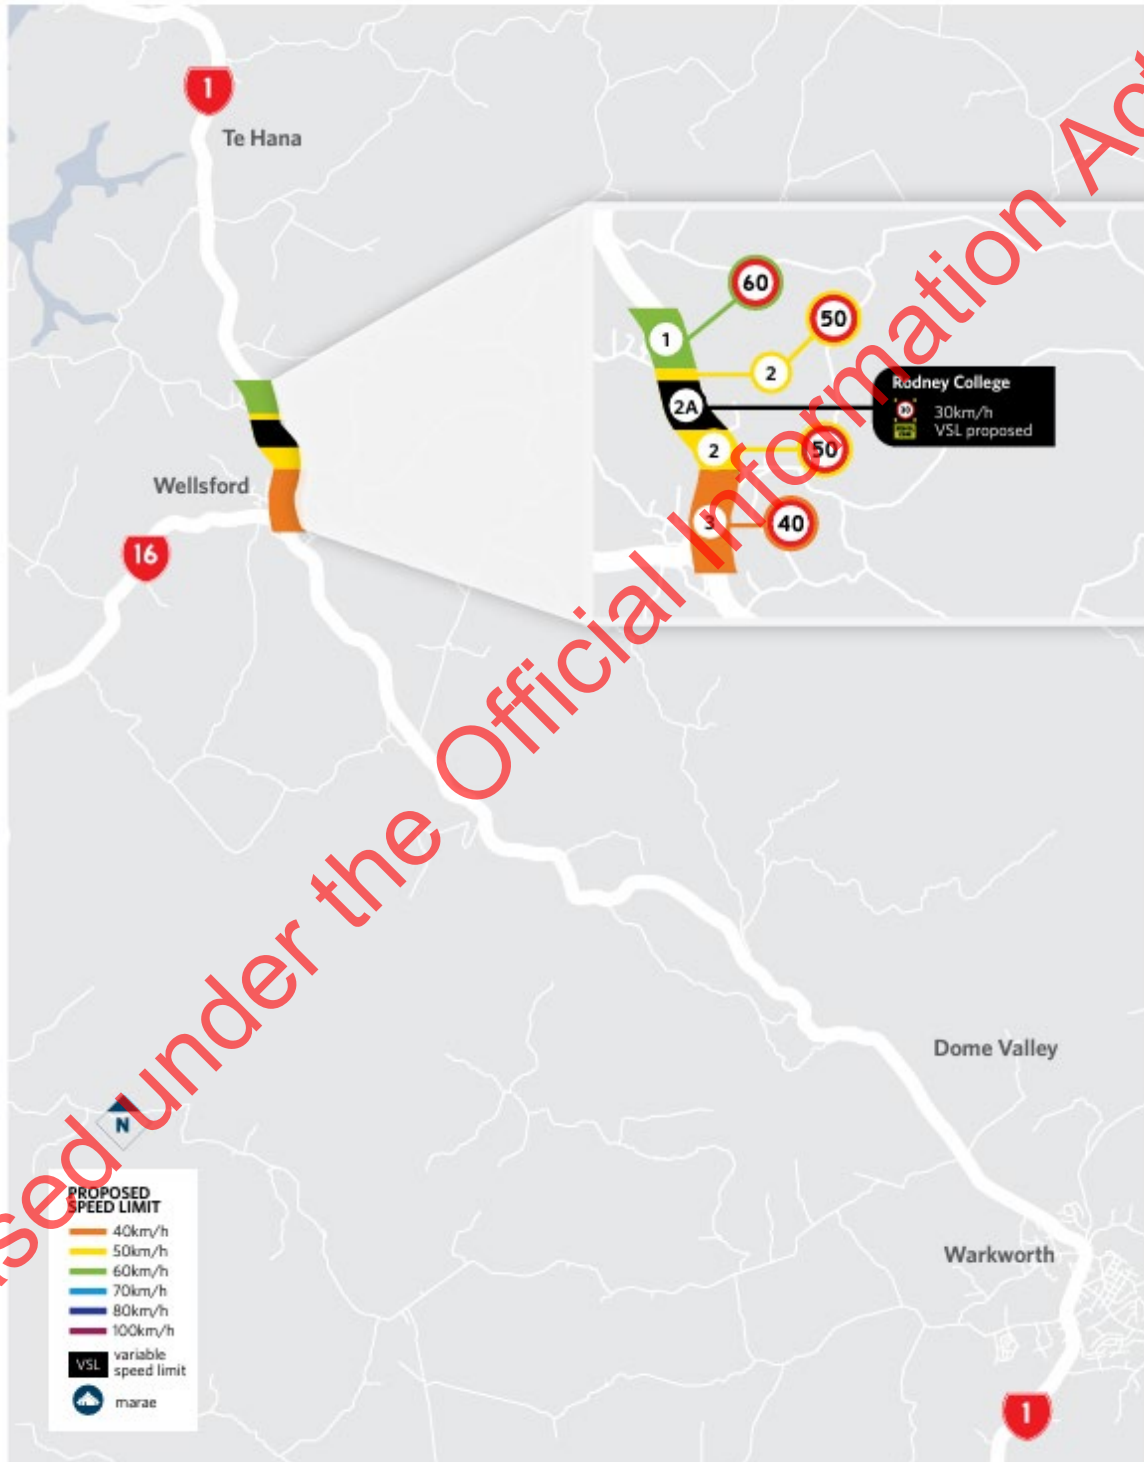 1
Te Hana
60
50
1
2
2A
Rodney College
30km/h
VSL proposed
2
50
3
40
Wellsford
16
Dome Valley
N
Warkworth
PROPOSED
SPEED LIMIT
40km/h
50km/h
60km/h
70km/h
80km/h
100km/h
VSL
variable
speed limit
marae
1
under the Official Information Act